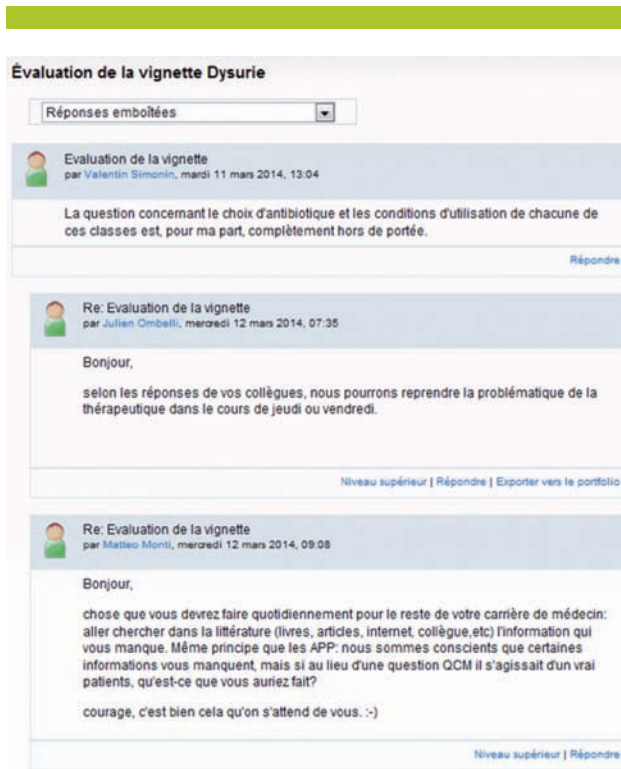 Évaluation de la vignette Dysurie
Réponses emboîtées
Evaluation de la vignette
par Valentin Simonin, mardi 11 mars 2014, 13:04
La question concernant le choix d'antibiotique et les conditions d'utilisation de chacune de
ces classes est, pour ma part, complètement hors de portée.
Répondre
Re: Evaluation de la vignette
par Julien Ombelli, mercredi 12 mars 2014, 07:35
Bonjour,
selon les réponses de vos collègues, nous pourrons reprendre la problématique de la
thérapeutique dans le cours de jeudi ou vendredi.
Niveau supérieur | Répondre | Exporter vers le portfolio
Re: Evaluation de la vignette
par Matteo Monti, mercredi 12 mars 2014, 09:08
Bonjour,
chose que vous devrez faire quotidiennement pour le reste de votre carrière de médecin:
aller chercher dans la littérature (livres, articles, internet, collègue,etc) l'information qui
vous manque. Même principe que les APP: nous sommes conscients que certaines
informations vous manquent, mais si au lieu d'une question QCM il s'agissait d'un vrai
patients, qu'est-ce que vous auriez fait?
courage, c'est bien cela qu'on s'attend de vous. :-)
Niveau supérieur | Répondre